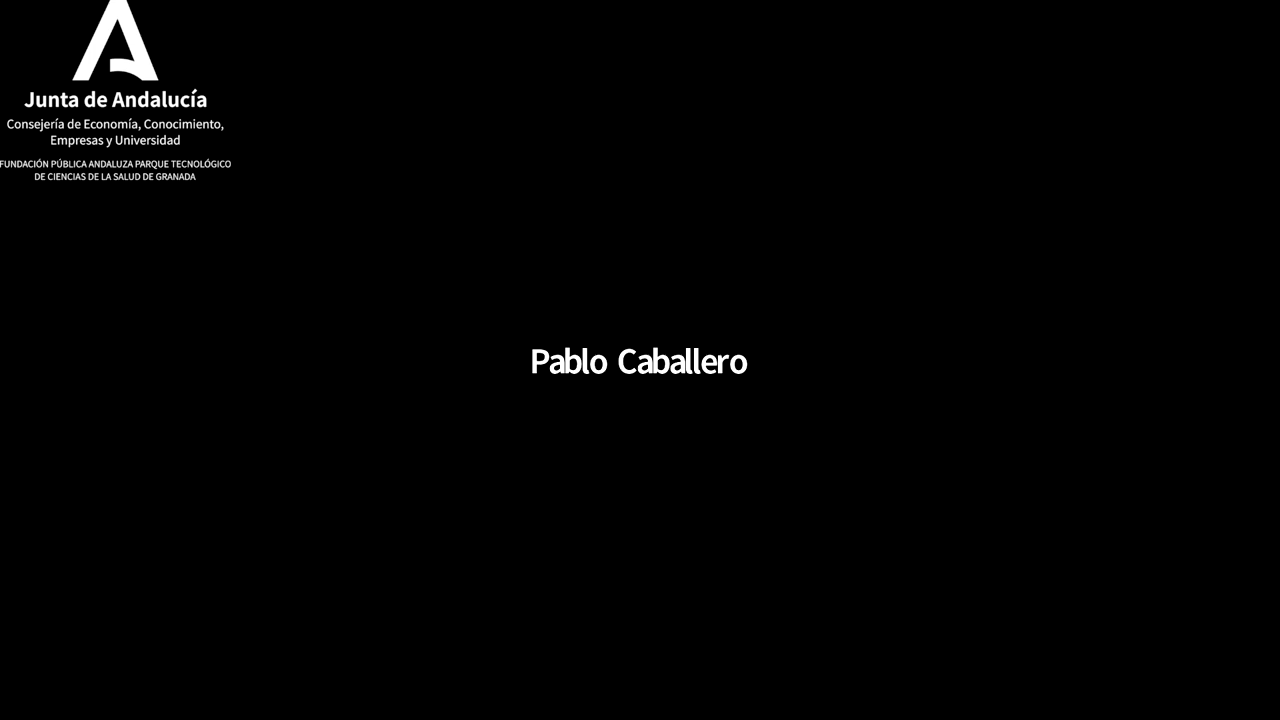 Junta de Andalucía
Consejería de Economía, Conocimiento,
Empresas y Universidad
FUNDACIÓN PÚBLICA ANDALUZA PARQUE TECNOLÓGICO
DE CIENCIAS DE LA SALUD DE GRANADA
Pablo Caballero